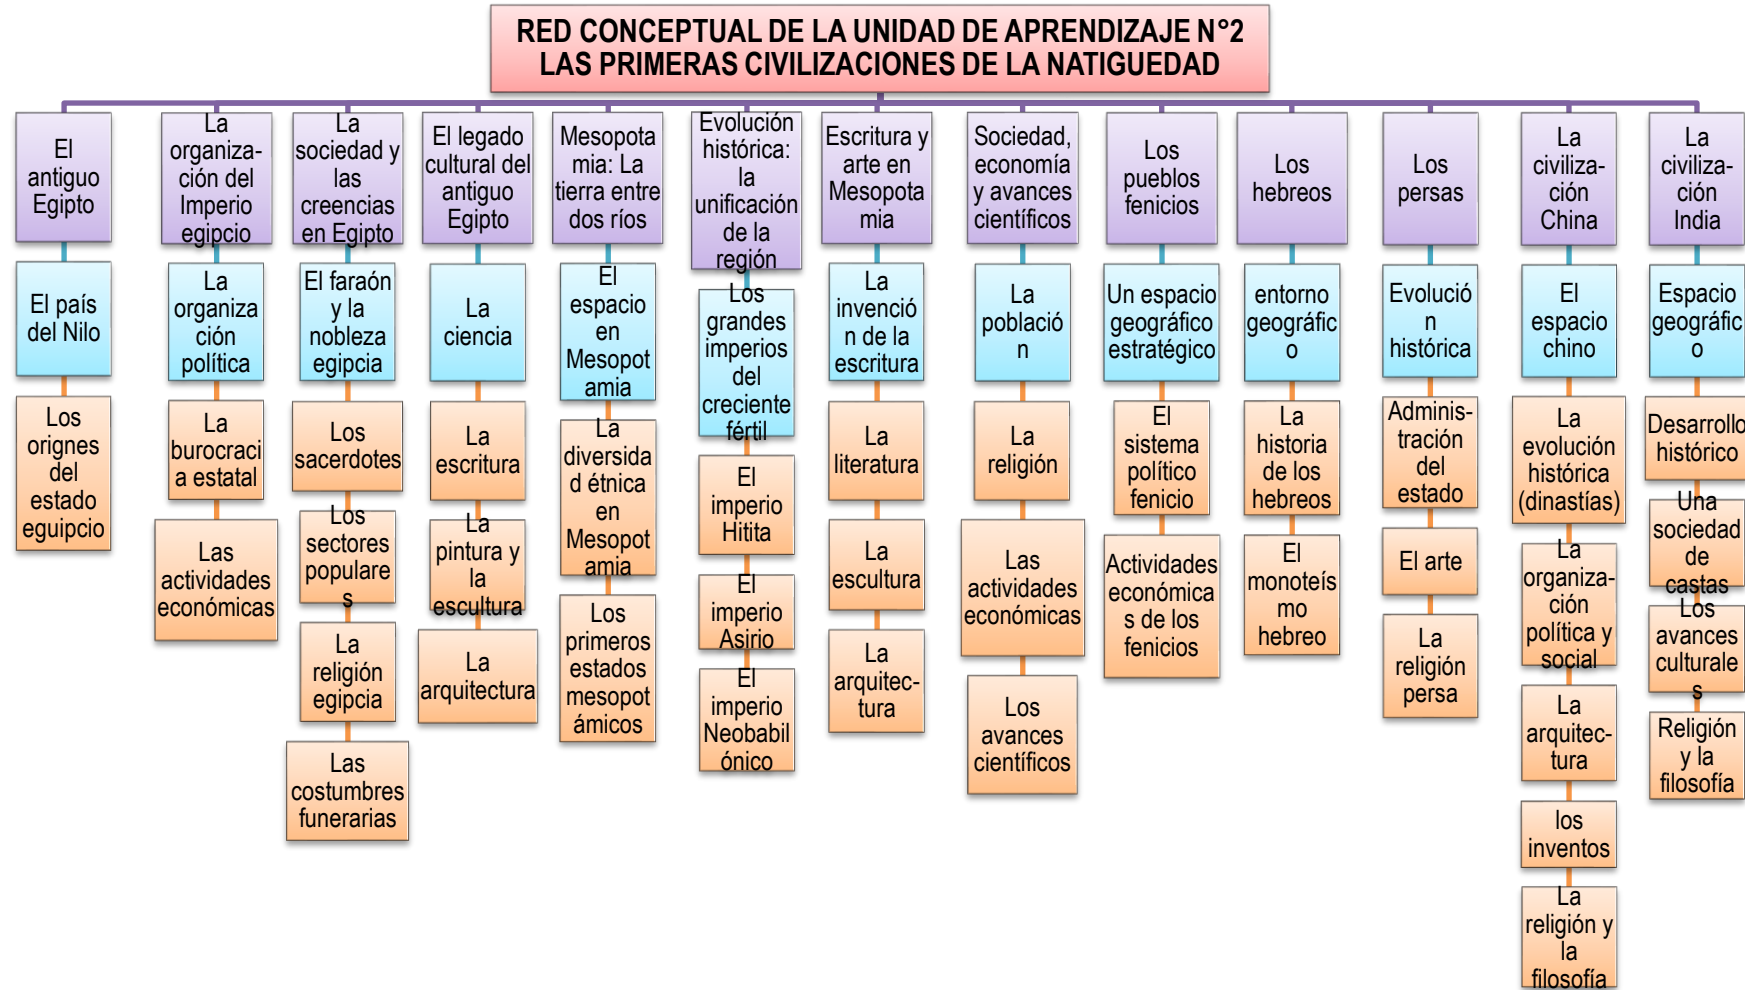 RED CONCEPTUAL DE LA UNIDAD DE APRENDIZAJE N°2
LAS PRIMERAS CIVILIZACIONES DE LA NATIGUEDAD
El
antiguo
Egipto
El país
del Nilo
Los
orignes
del
estado
eguipcio
La
organiza-
ción del
Imperio
egipcio
La
organiza
ción
política
La
burocraci
a estatal
Las
actividades
económicas
La
sociedad y
las
creencias
en Egipto
El faraón
y la
nobleza
egipcia
Los
sacerdotes
Los
sectores
populare
s
La
religión
egipcia
Las
costumbres
funerarias
El legado
cultural del
antiguo
Egipto
La
ciencia
La
escritura
La
pintura y
la
escultura
La
arquitectura
Mesopota
mia: La
tierra entre
dos ríos
El
espacio
en
Mesopot
amia
La
diversida
d étnica
en
Mesopot
amia
Los
primeros
estados
mesopot
ámicos
Evolución
histórica:
la
unificación
de la
región
Los
grandes
imperios
del
creciente
fértil
El
imperio
Hitita
El
imperio
Asirio
El
imperio
Neobabil
ónico
Escritura y
arte en
Mesopota
mia
La
invenció
n de la
escritura
La
literatura
La
escultura
La
arquitec-
tura
Sociedad,
economía
y avances
científicos
La
població
n
La
religión
Las
actividades
económicas
Los
avances
científicos
Los
pueblos
fenicios
Un espacio
geográfico
estratégico
El
sistema
político
fenicio
Actividades
económica
s de los
fenicios
Los
hebreos
entorno
geográfic
o
La
historia
de los
hebreos
El
monoteís
mo
hebreo
Los
persas
Evolució
n
histórica
Adminis-
tración
del
estado
El arte
La
religión
persa
La
civiliza-
ción
China
El
espacio
chino
La
evolución
histórica
(dinastías)
La
organiza-
ción
política y
social
La
arquitec-
tura
los
inventos
La
religión y
la
filosofía
La
civiliza-
ción
India
Espacio
geográfic
o
Desarrollo
histórico
Una
sociedad
de
castas
Los
avances
culturale
s
Religión
y la
filosofía